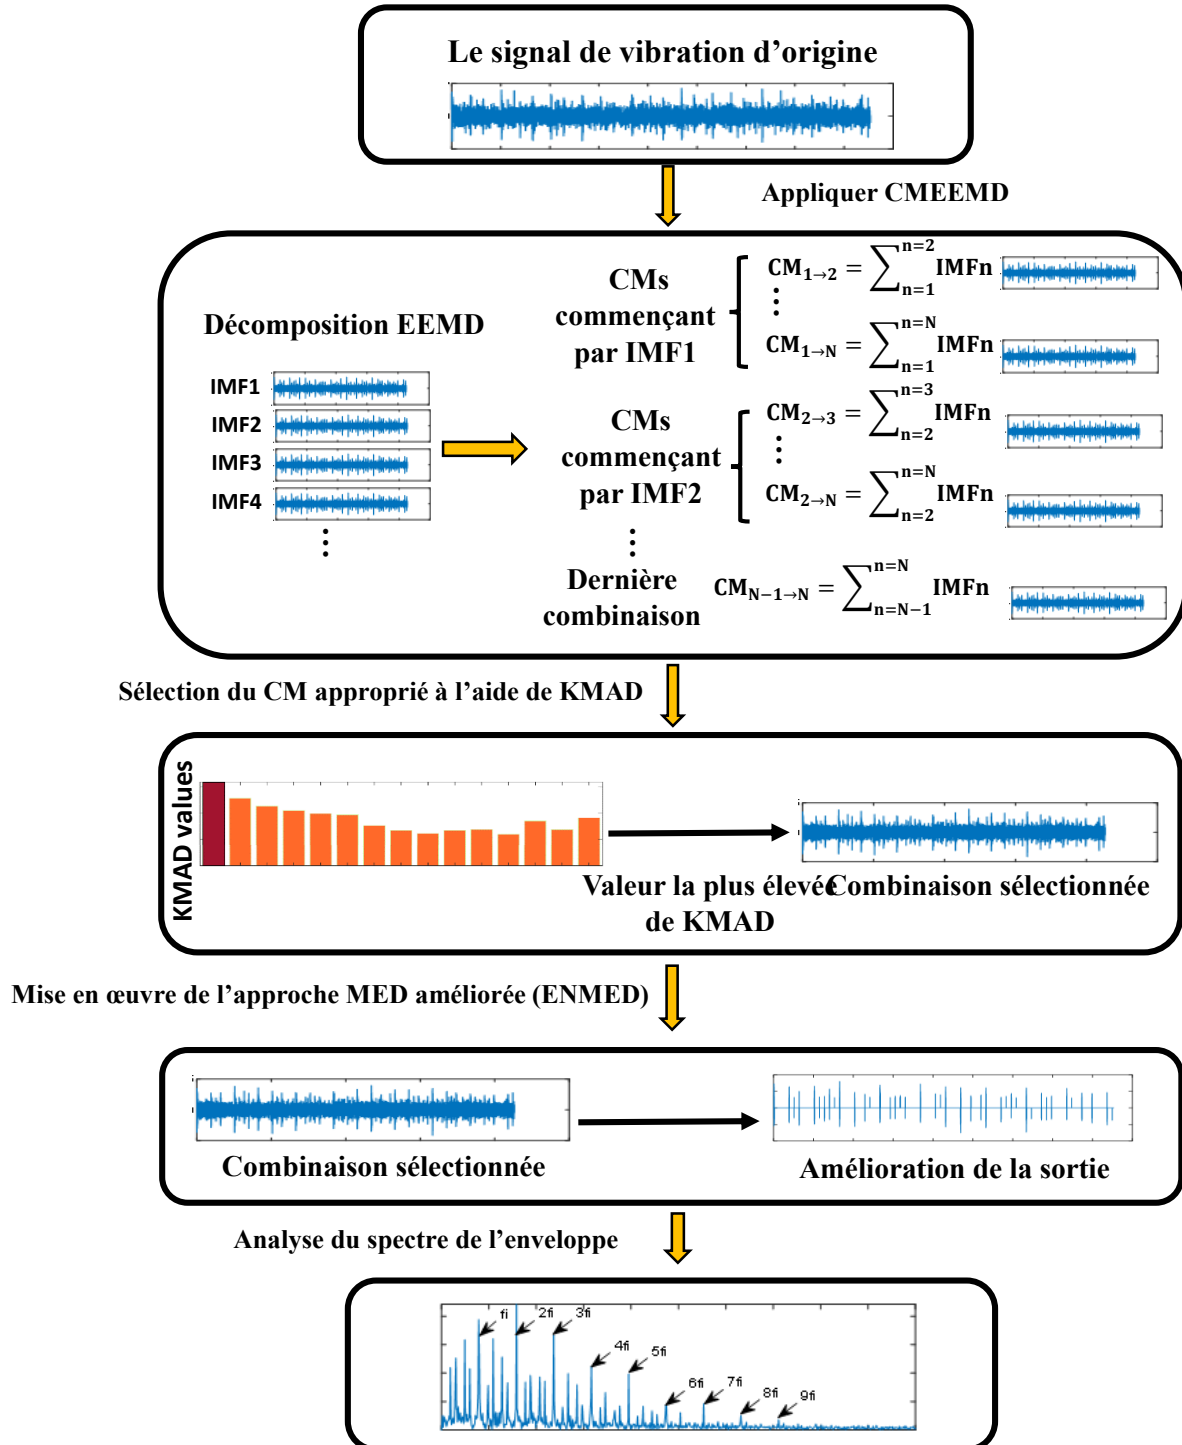 Le signal de vibration d’origine
Appliquer CMEEMD
Décomposition EEMD
IMF1
IMF2
IMF3
IMF4
⋮
CMs
commençant
par IMF1
CM1→2 = ∑n=1n=2 IMFn
⋮
CM1→N = ∑n=1n=N IMFn
CMs
commençant
par IMF2
CM2→3 = ∑n=2n=3 IMFn
⋮
CM2→N = ∑n=2n=N IMFn
⋮
Dernière
combinaison
CMN−1→N = ∑n=N−1n=N IMFn
Sélection du CM approprié à l’aide de KMAD
KMAD values
Valeur la plus élevée
de KMAD
Combinaison sélectionnée
Mise en œuvre de l’approche MED améliorée (ENMED)
Combinaison sélectionnée
Amélioration de la sortie
Analyse du spectre de l’enveloppe
fi
2fi
3fi
4fi
5fi
6fi
7fi
8fi
9fi